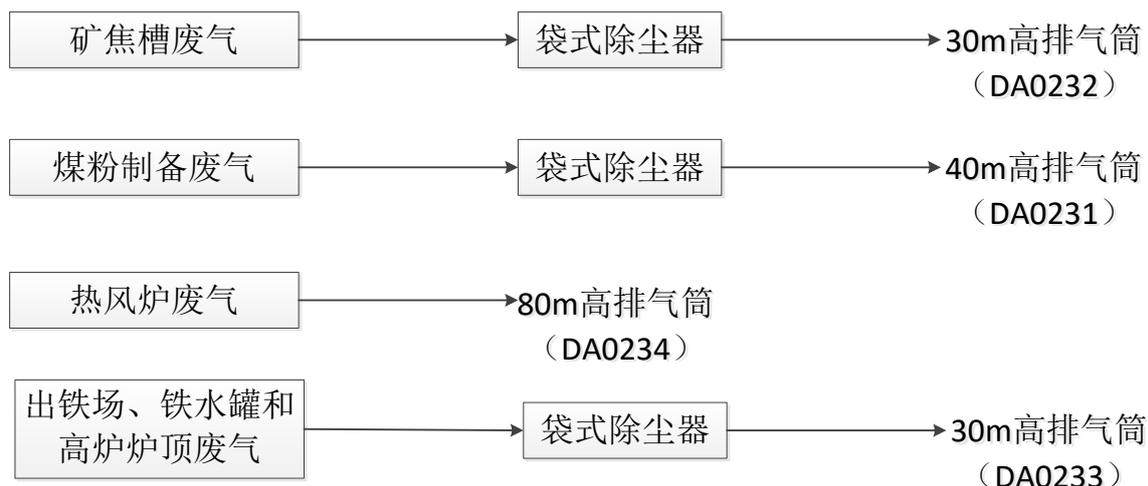 矿焦槽废气
袋式除尘器
30m高排气筒
（DA0232）
煤粉制备废气
袋式除尘器
40m高排气筒
（DA0231）
热风炉废气
80m高排气筒
（DA0234）
出铁场、铁水罐和
高炉炉顶废气
袋式除尘器
30m高排气筒
（DA0233）